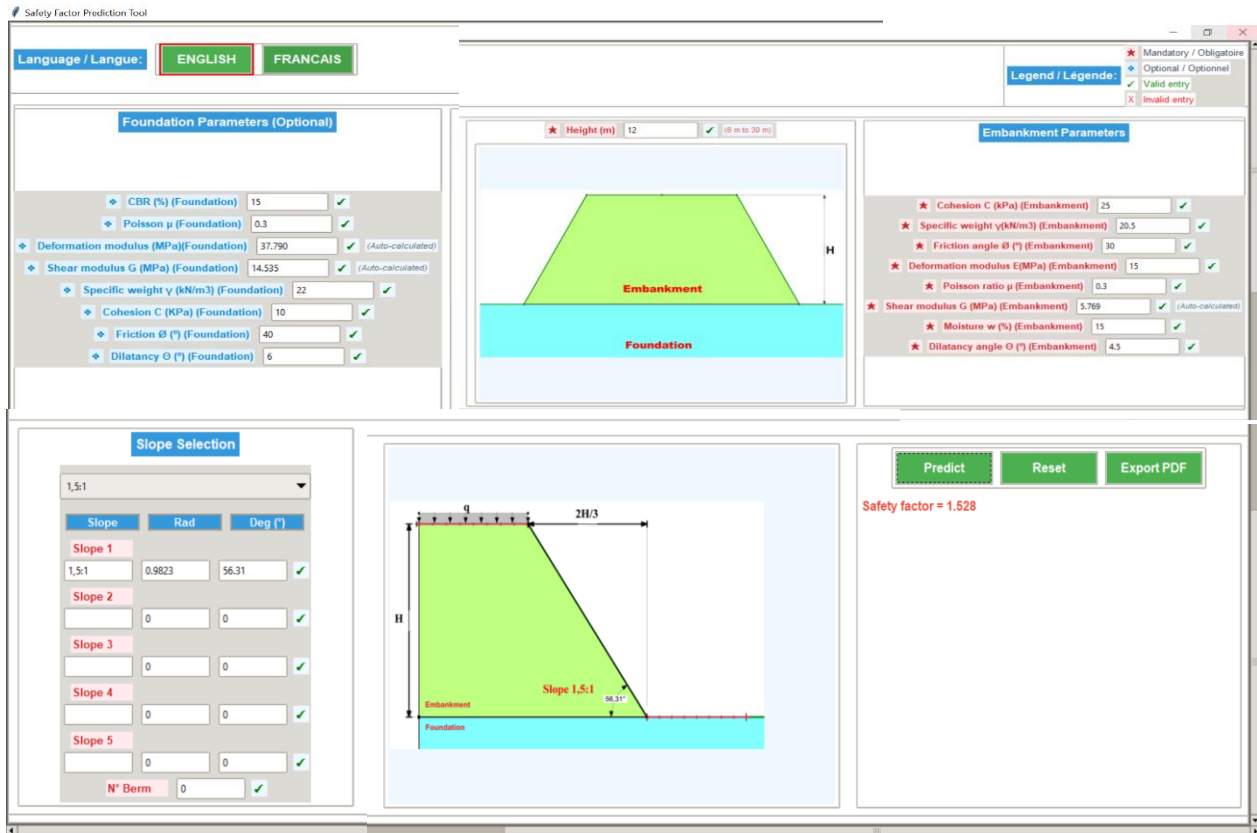 Safety Factor Prediction Tool
Language / Langue:
ENGLISH
FRANCAIS
Legend / Légende:
★ Mandatory / Obligatoire
❖ Optional / Optionnel
✓ Valid entry
X Invalid entry
Foundation Parameters (Optional)
❖ CBR (%) (Foundation) 15 ✔
❖ Poisson µ (Foundation) 0.3 ✔
❖ Deformation modulus (MPa)(Foundation) 37.790 ✔ (Auto-calculated)
❖ Shear modulus G (MPa) (Foundation) 14.535 ✔ (Auto-calculated)
❖ Specific weight γ (kN/m3) (Foundation) 22 ✔
❖ Cohesion C (KPa) (Foundation) 10 ✔
❖ Friction Ø (º) (Foundation) 40 ✔
❖ Dilatancy Θ (º) (Foundation) 6 ✔
★ Height (m) 12 ✔ (6 m to 30 m)
H
Embankment
Foundation
Embankment Parameters
★ Cohesion C (kPa) (Embankment) 25 ✔
★ Specific weight γ(kN/m3) (Embankment) 20.5 ✔
★ Friction angle Ø (º) (Embankment) 30 ✔
★ Deformation modulus E(MPa) (Embankment) 15 ✔
★ Poisson ratio µ (Embankment) 0.3 ✔
★ Shear modulus G (MPa) (Embankment) 5.769 ✔ (Auto-calculated)
★ Moisture w (%) (Embankment) 15 ✔
★ Dilatancy angle Θ (º) (Embankment) 4.5 ✔
Slope Selection
1,5:1
Slope Rad Deg (°)
Slope 1
1,5:1 0.9823 56.31 ✔
Slope 2
0 0 ✔
Slope 3
0 0 ✔
Slope 4
0 0 ✔
Slope 5
0 0 ✔
N° Berm 0 ✔
q
2H/3
H
Slope 1,5:1
56.31°
Embankment
Foundation
Predict
Reset
Export PDF
Safety factor = 1.528